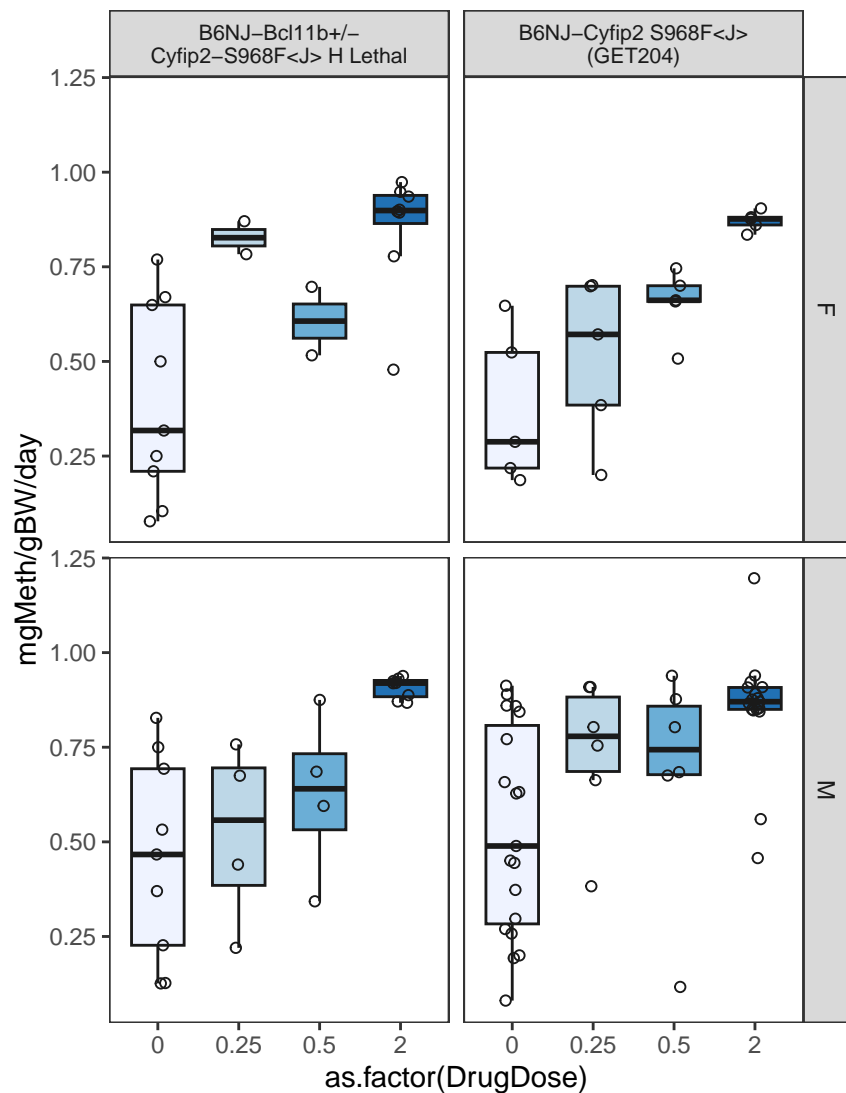 B6NJ−Bcl11b+/−
Cyfip2−S968F<J> H Lethal
B6NJ−Cyfip2 S968F<J>
(GET204)
1.25
1.00
0.75
0.50
0.25
F
1.25
1.00
0.75
0.50
0.25
M
mgMeth/gBW/day
0 0.25 0.5 2
0 0.25 0.5 2
as.factor(DrugDose)